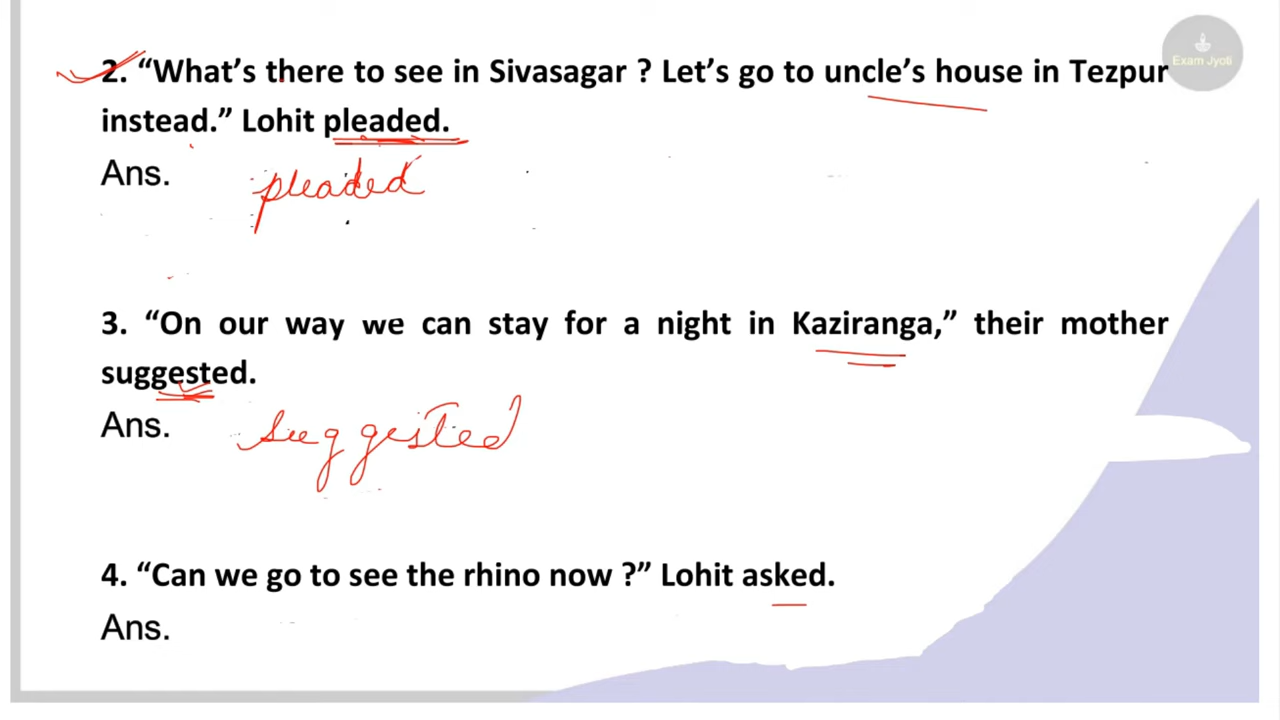 Exam Jyoti
2. “What’s there to see in Sivasagar ? Let’s go to uncle’s house in Tezpur
instead.” Lohit pleaded.
Ans. pleaded
3. “On our way we can stay for a night in Kaziranga,” their mother
suggested.
Ans. suggested
4. “Can we go to see the rhino now ?” Lohit asked.
Ans.